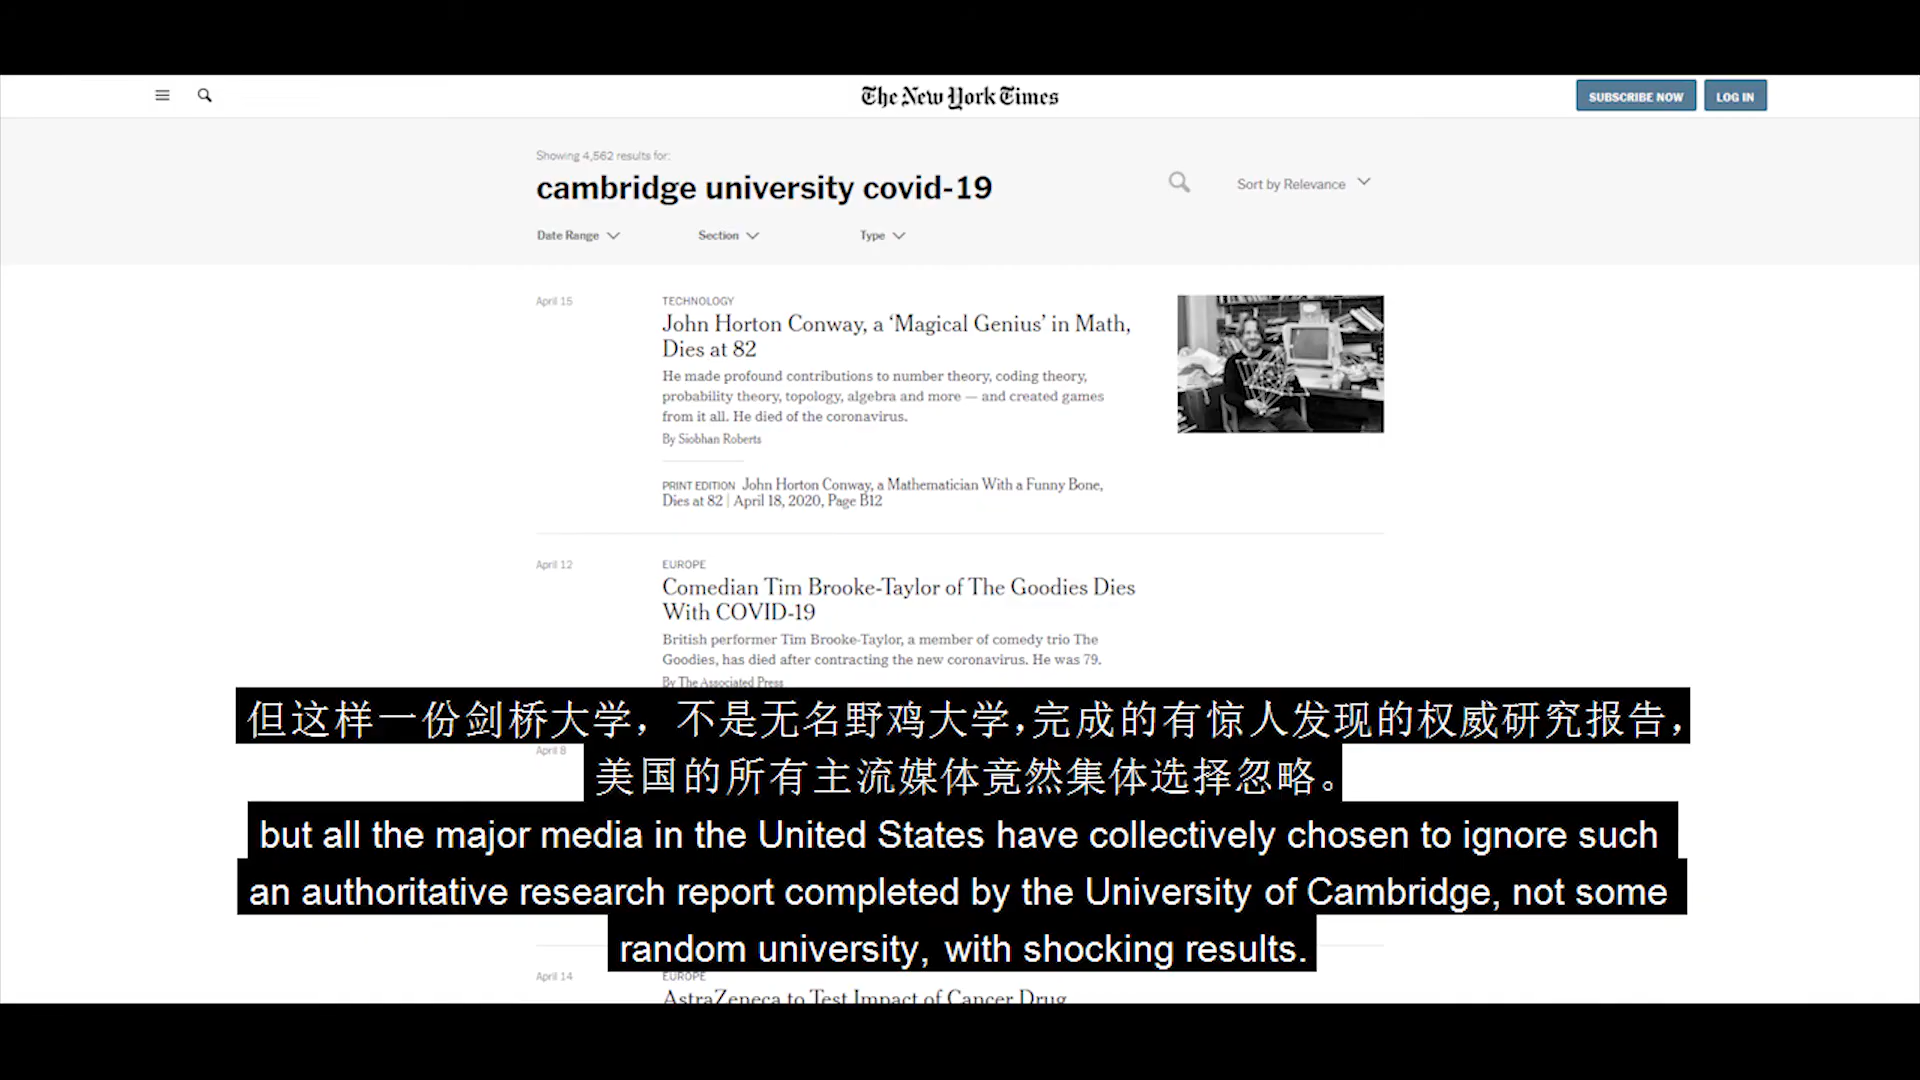 The New York Times
SUBSCRIBE NOW
LOG IN
Showing 4,562 results for:
cambridge university covid-19
Sort by Relevance
Date Range
Section
Type
April 15
TECHNOLOGY
John Horton Conway, a ‘Magical Genius’ in Math,
Dies at 82
He made profound contributions to number theory, coding theory,
probability theory, topology, algebra and more — and created games
from it all. He died of the coronavirus.
By Siobhan Roberts
PRINT EDITION John Horton Conway, a Mathematician With a Funny Bone,
Dies at 82 | April 18, 2020, Page B12
April 12
EUROPE
Comedian Tim Brooke-Taylor of The Goodies Dies
With COVID-19
British performer Tim Brooke-Taylor, a member of comedy trio The
Goodies, has died after contracting the new coronavirus. He was 79.
By The Associated Press
但这样一份剑桥大学，不是无名野鸡大学，完成的有惊人发现的权威研究报告，
April 8
美国的所有主流媒体竟然集体选择忽略。
but all the major media in the United States have collectively chosen to ignore such
an authoritative research report completed by the University of Cambridge, not some
random university, with shocking results.
April 14
EUROPE
AstraZeneca to Test Impact of Cancer Drug